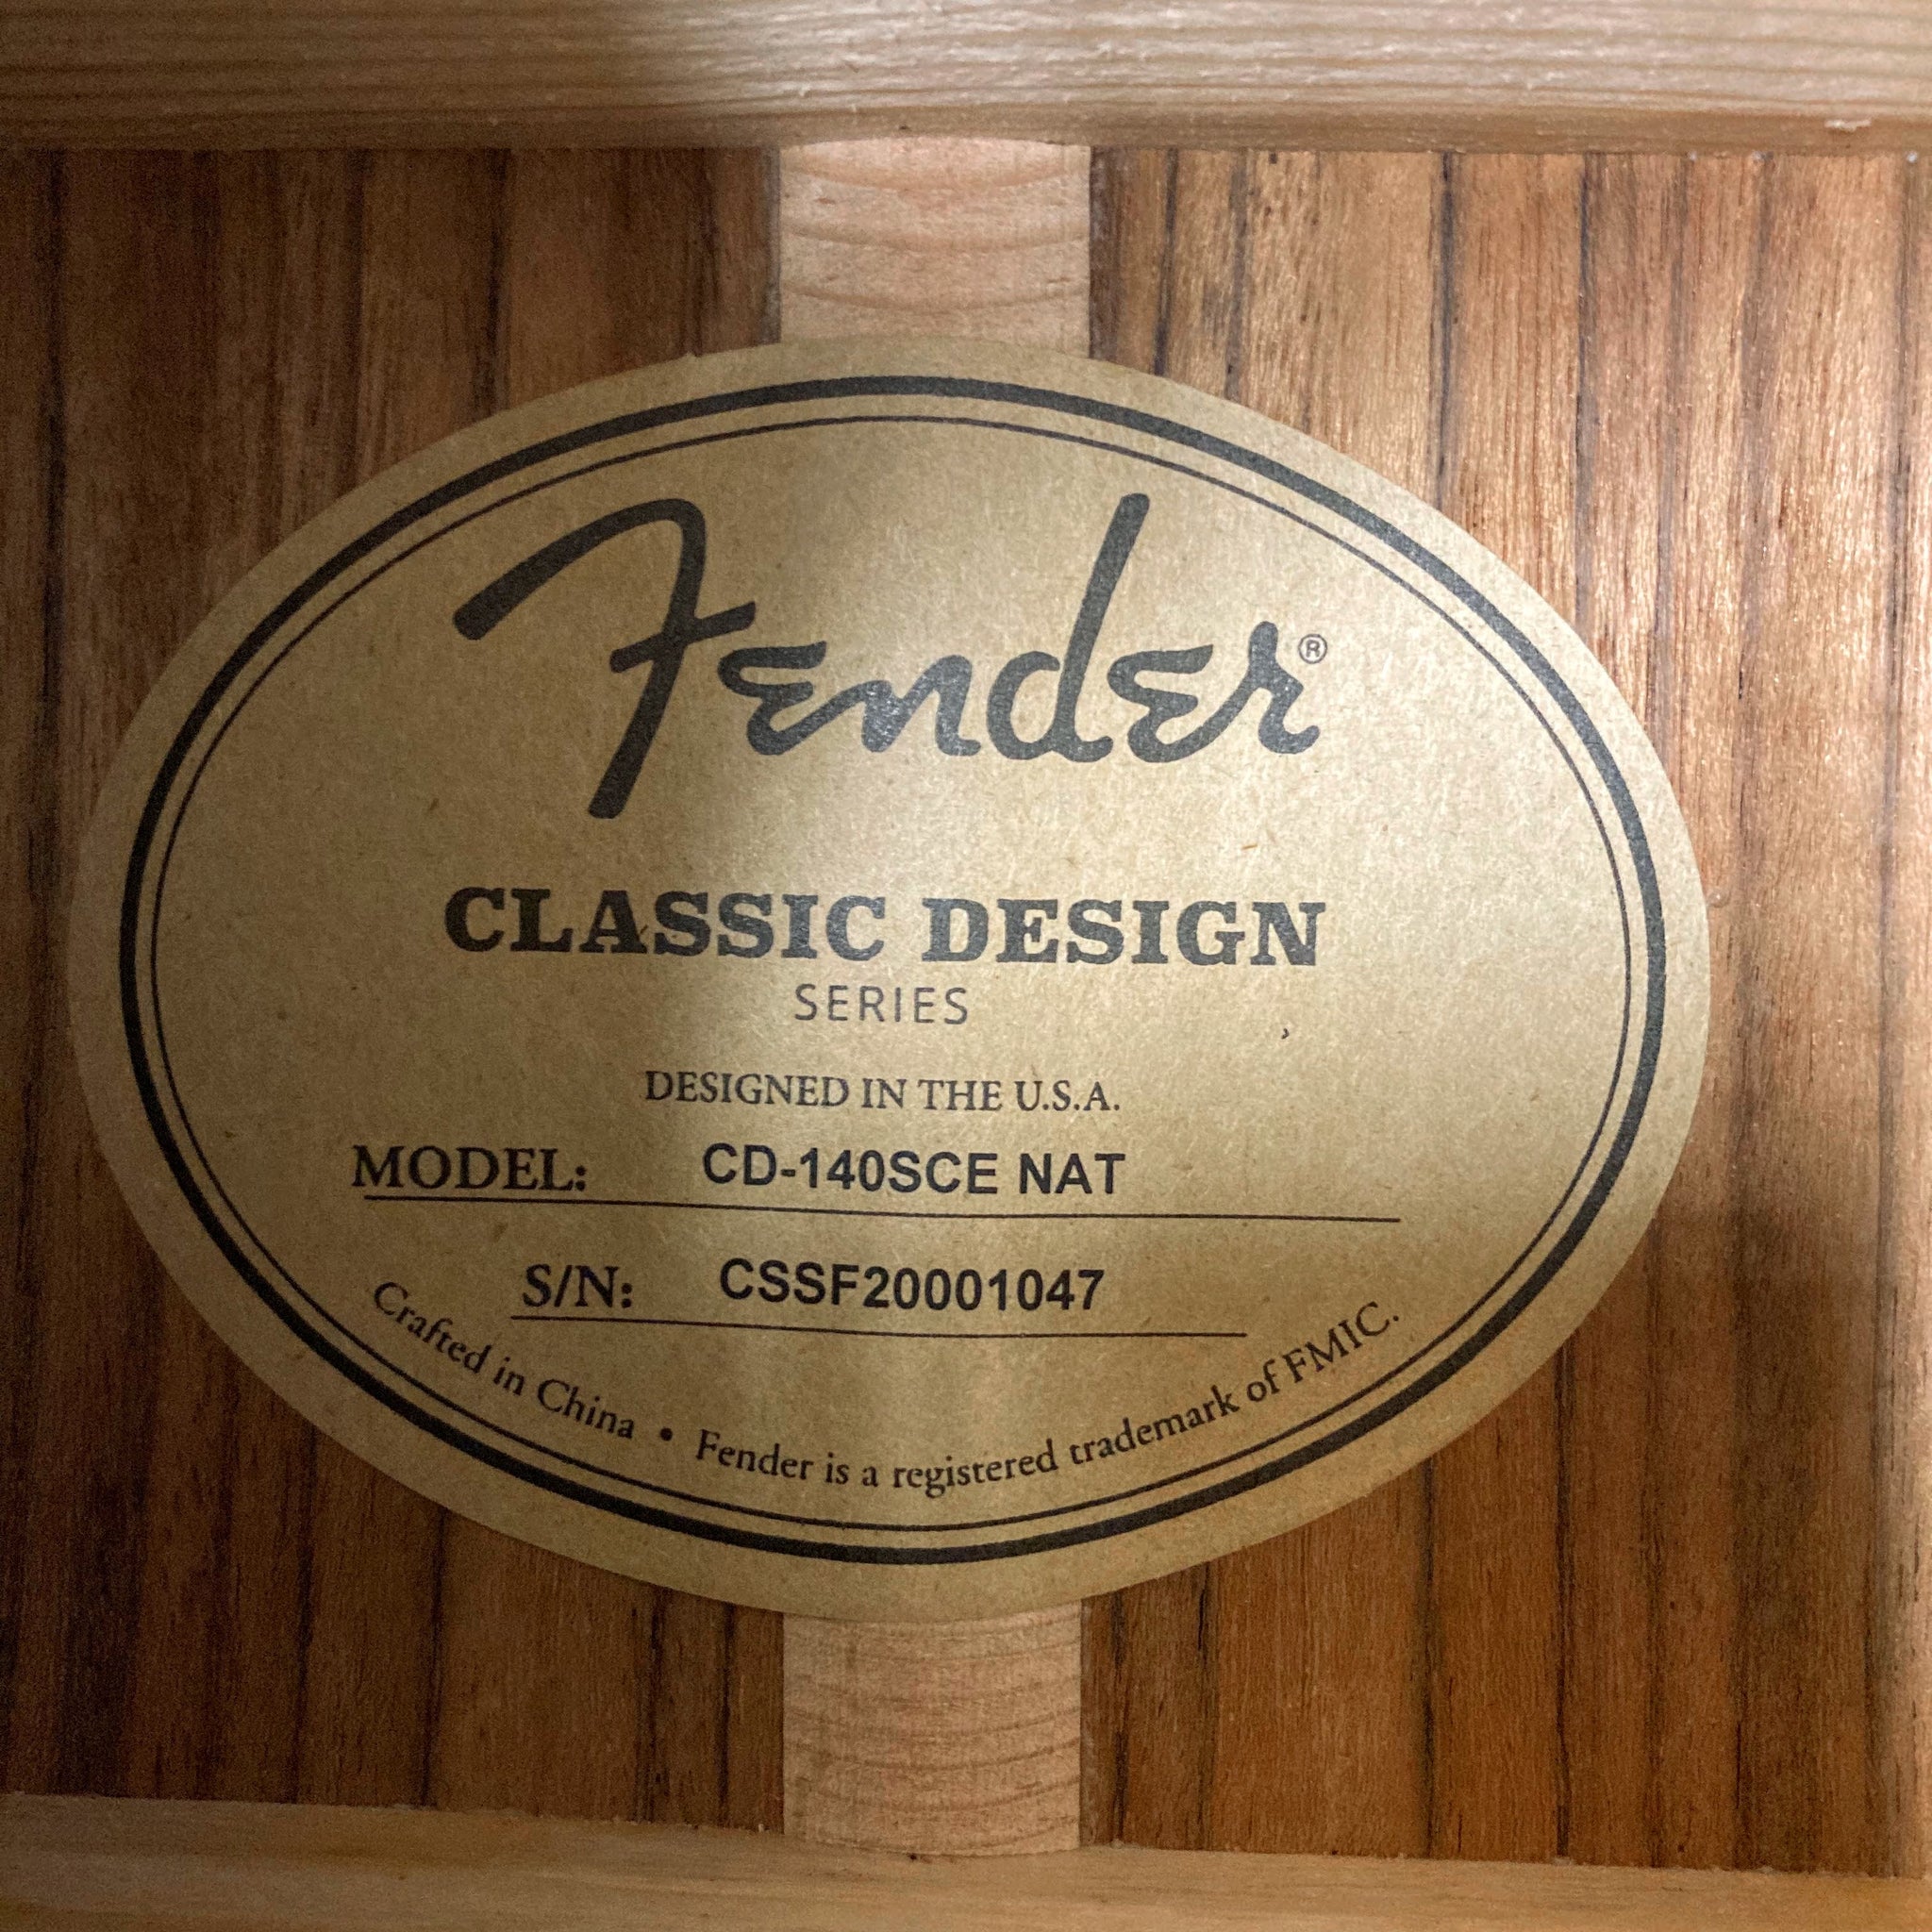 Fender®
CLASSIC DESIGN
SERIES
DESIGNED IN THE U.S.A.
MODEL: CD-140SCE NAT
S/N: CSSF20001047
Crafted in China • Fender is a registered trademark of FMIC.